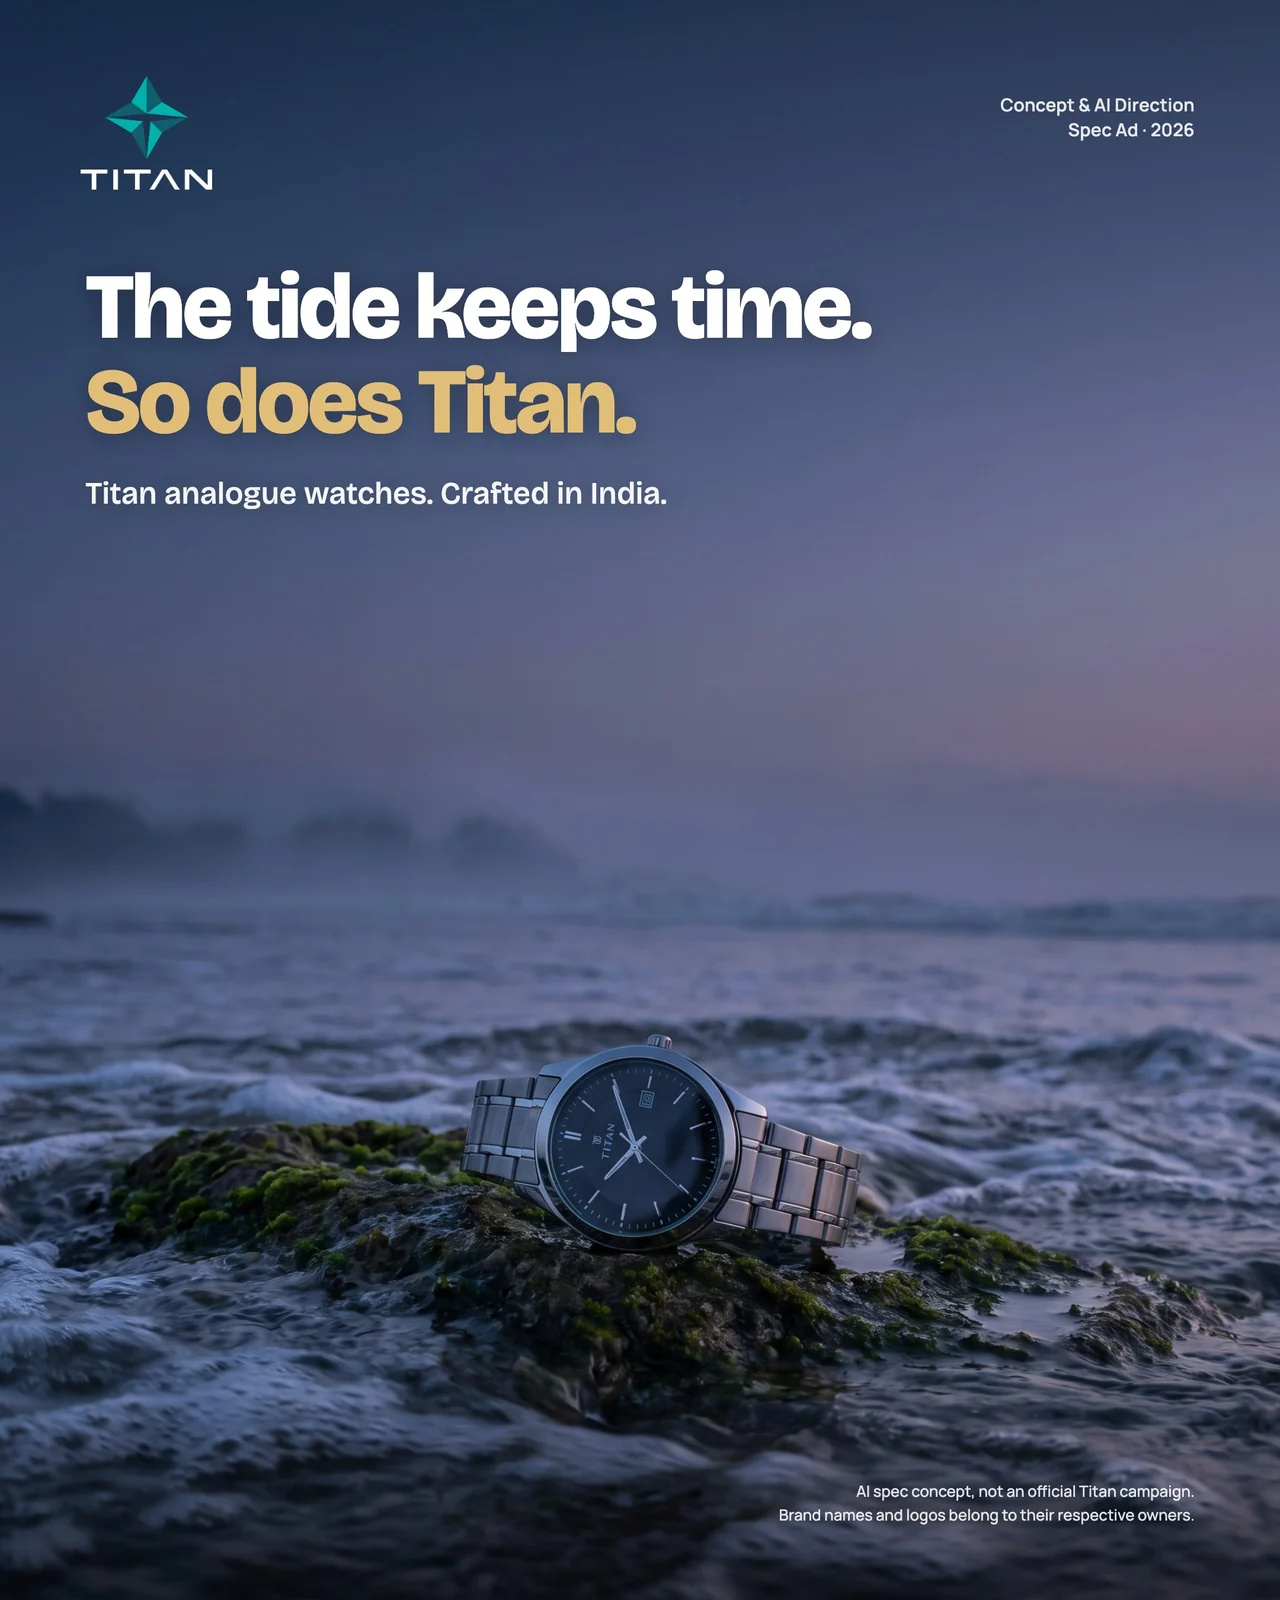 TITAN
Concept & AI Direction
Spec Ad · 2026
The tide keeps time.
So does Titan.
Titan analogue watches. Crafted in India.
TITAN
AI spec concept, not an official Titan campaign.
Brand names and logos belong to their respective owners.